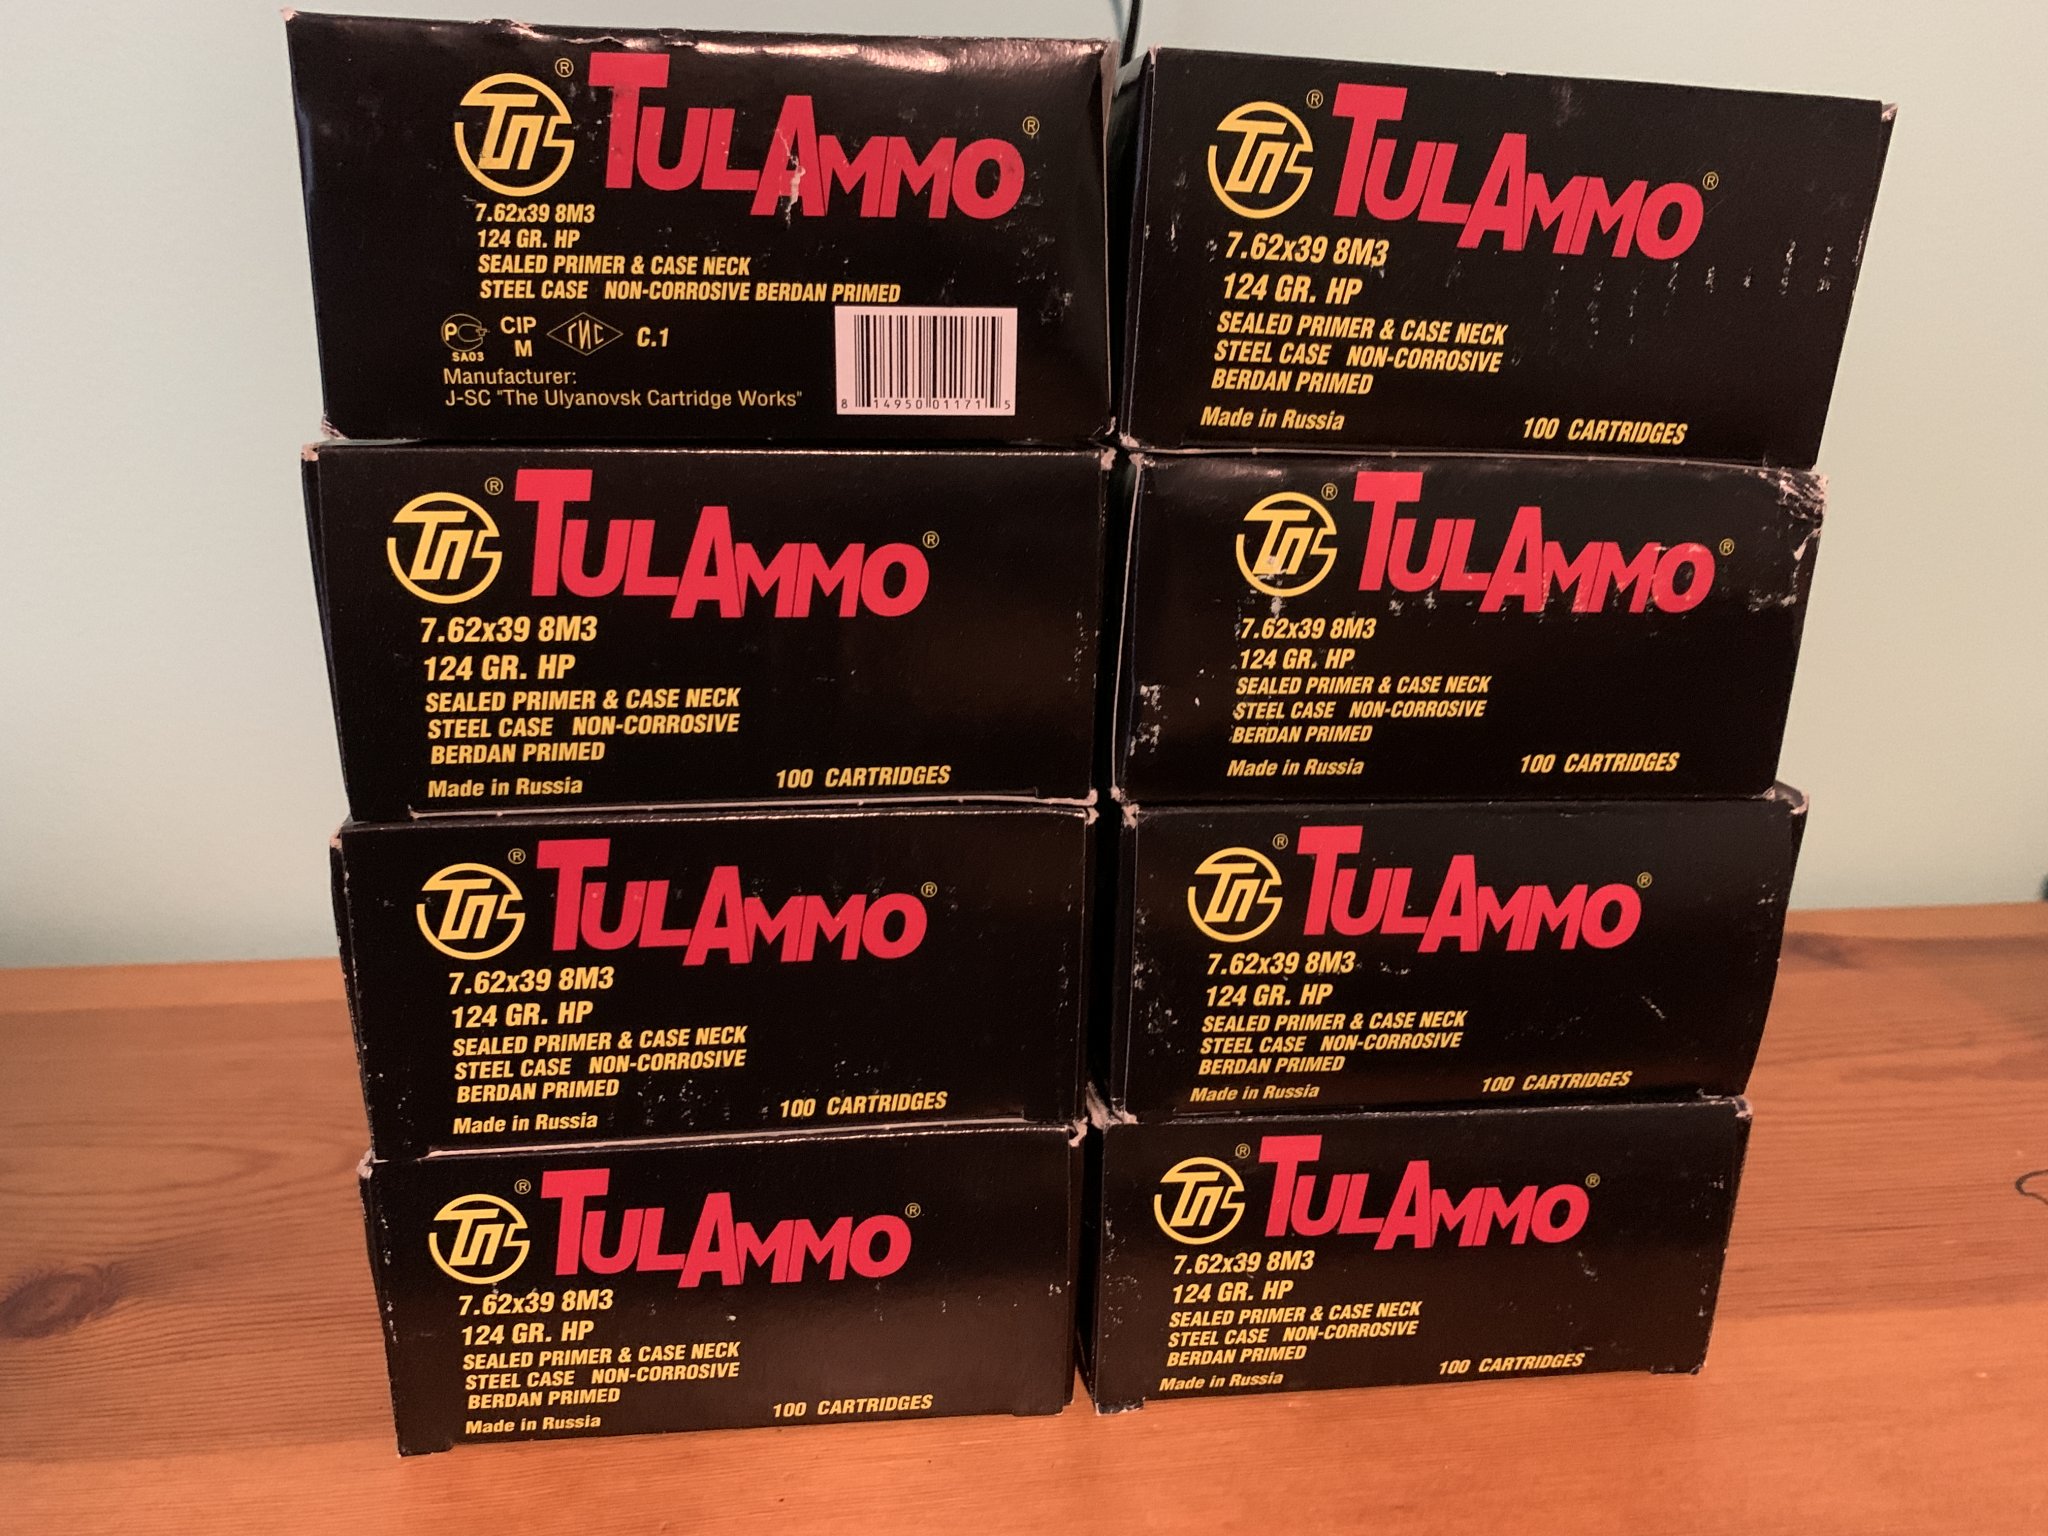 ® TULAMMO ®
7.62x39 8M3
124 GR. HP
SEALED PRIMER & CASE NECK
STEEL CASE NON-CORROSIVE BERDAN PRIMED
РС CIP ГИС C.1
SA03 M
Manufacturer:
J-SC "The Ulyanovsk Cartridge Works"
8 14950 01171 5
® TULAMMO ®
7.62x39 8M3
124 GR. HP
SEALED PRIMER & CASE NECK
STEEL CASE NON-CORROSIVE
BERDAN PRIMED
Made in Russia 100 CARTRIDGES
® TULAMMO ®
7.62x39 8M3
124 GR. HP
SEALED PRIMER & CASE NECK
STEEL CASE NON-CORROSIVE
BERDAN PRIMED
Made in Russia 100 CARTRIDGES
® TULAMMO ®
7.62x39 8M3
124 GR. HP
SEALED PRIMER & CASE NECK
STEEL CASE NON-CORROSIVE
BERDAN PRIMED
Made in Russia 100 CARTRIDGES
® TULAMMO ®
7.62x39 8M3
124 GR. HP
SEALED PRIMER & CASE NECK
STEEL CASE NON-CORROSIVE
BERDAN PRIMED
Made in Russia 100 CARTRIDGES
® TULAMMO ®
7.62x39 8M3
124 GR. HP
SEALED PRIMER & CASE NECK
STEEL CASE NON-CORROSIVE
BERDAN PRIMED
Made in Russia 100 CARTRIDGES
® TULAMMO ®
7.62x39 8M3
124 GR. HP
SEALED PRIMER & CASE NECK
STEEL CASE NON-CORROSIVE
BERDAN PRIMED
Made in Russia 100 CARTRIDGES
® TULAMMO ®
7.62x39 8M3
124 GR. HP
SEALED PRIMER & CASE NECK
STEEL CASE NON-CORROSIVE
BERDAN PRIMED
Made in Russia 100 CARTRIDGES